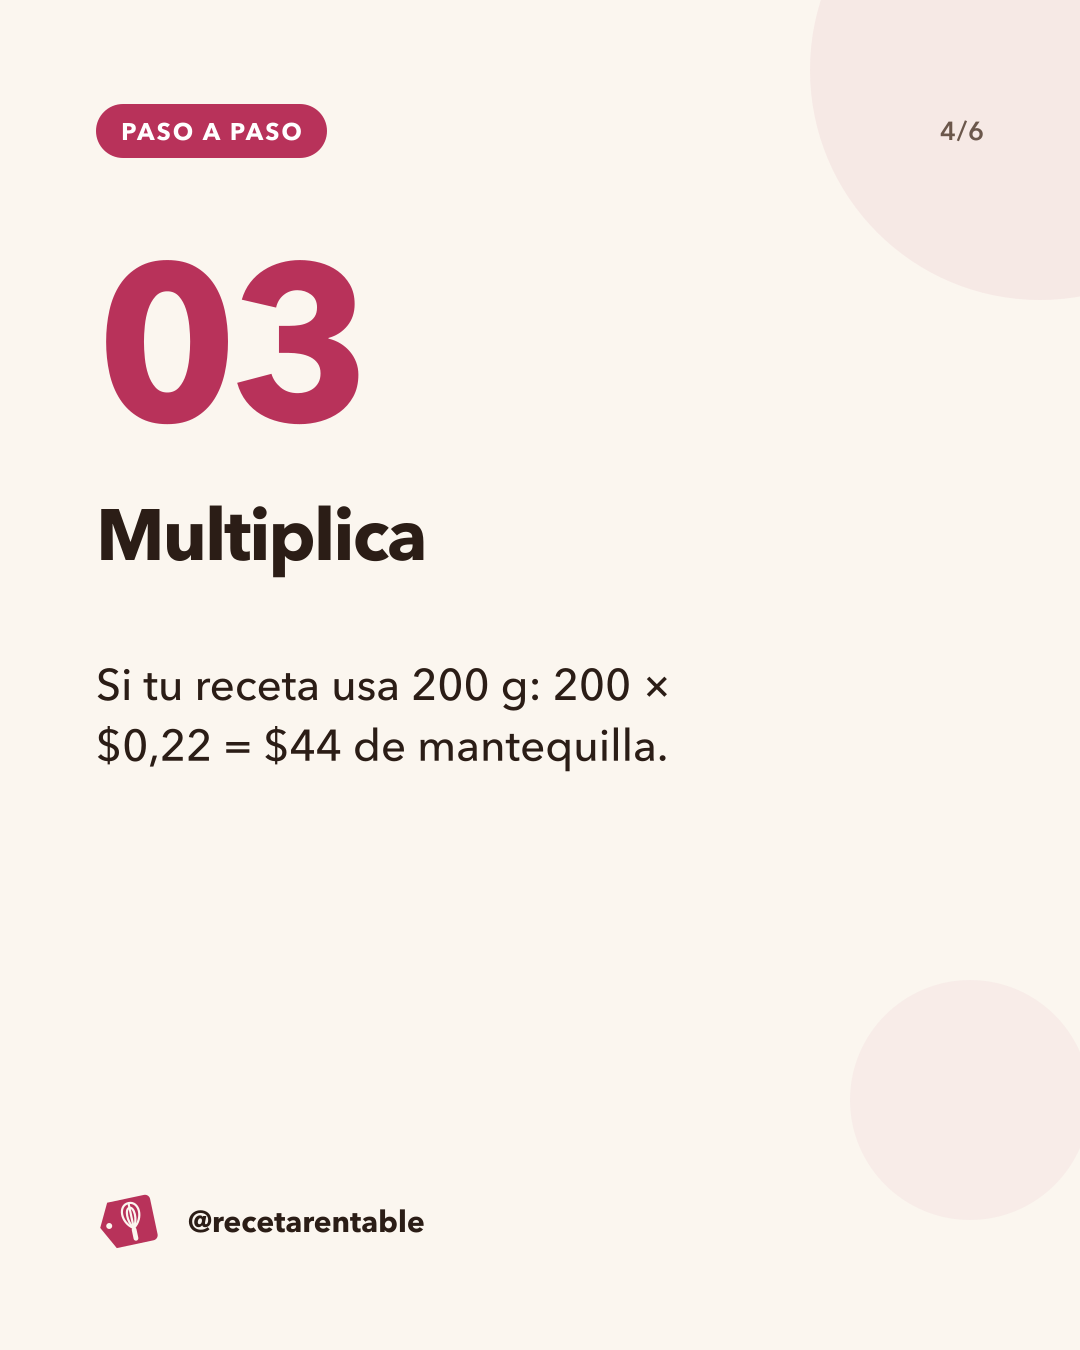 PASO A PASO
4/6
03
Multiplica
Si tu receta usa 200 g: 200 ×
$0,22 = $44 de mantequilla.
@recetarentable